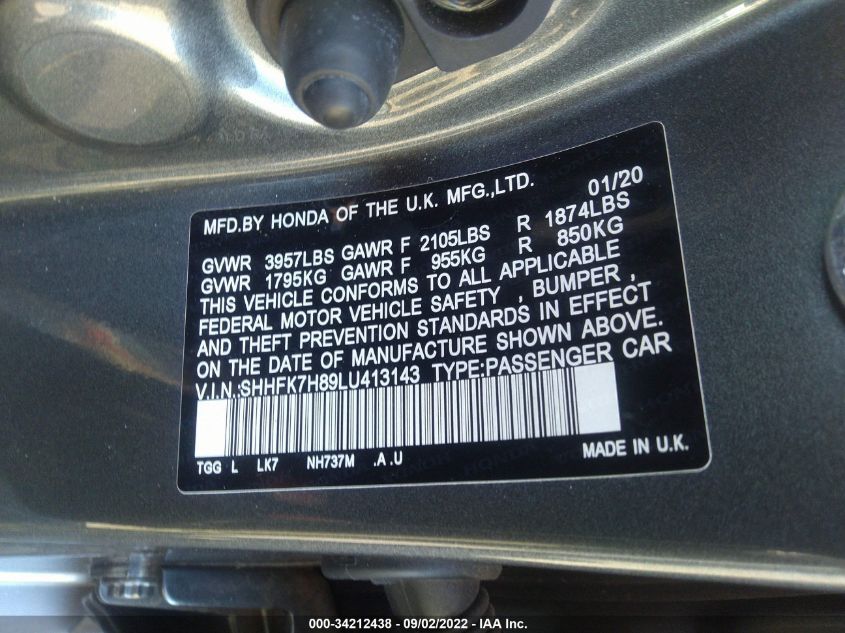 MFD.BY HONDA OF THE U.K. MFG.,LTD. 01/20
GVWR 3957LBS GAWR F 2105LBS R 1874LBS
GVWR 1795KG GAWR F 955KG R 850KG
THIS VEHICLE CONFORMS TO ALL APPLICABLE
FEDERAL MOTOR VEHICLE SAFETY , BUMPER ,
AND THEFT PREVENTION STANDARDS IN EFFECT
ON THE DATE OF MANUFACTURE SHOWN ABOVE.
V.I.N.:SHHFK7H89LU413143 TYPE:PASSENGER CAR
TGG L LK7 NH737M .A .U MADE IN U.K.
000-34212438 - 09/02/2022 - IAA Inc.